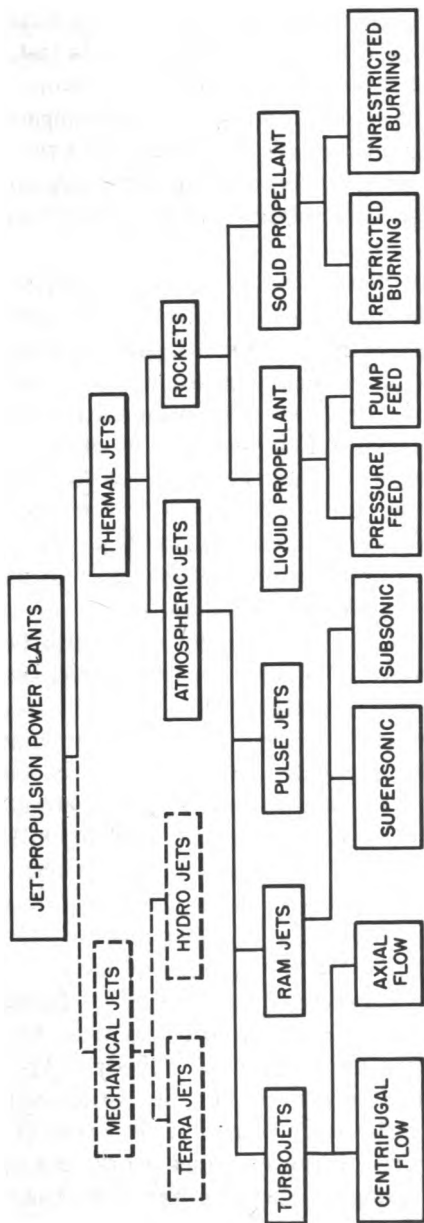 JET-PROPULSION POWER PLANTS
MECHANICAL JETS
THERMAL JETS
TERRA JETS
HYDRO JETS
ATMOSPHERIC JETS
ROCKETS
TURBOJETS
RAM JETS
PULSE JETS
LIQUID PROPELLANT
SOLID PROPELLANT
CENTRIFUGAL
FLOW
AXIAL
FLOW
SUPERSONIC
SUBSONIC
PRESSURE
FEED
PUMP
FEED
RESTRICTED
BURNING
UNRESTRICTED
BURNING